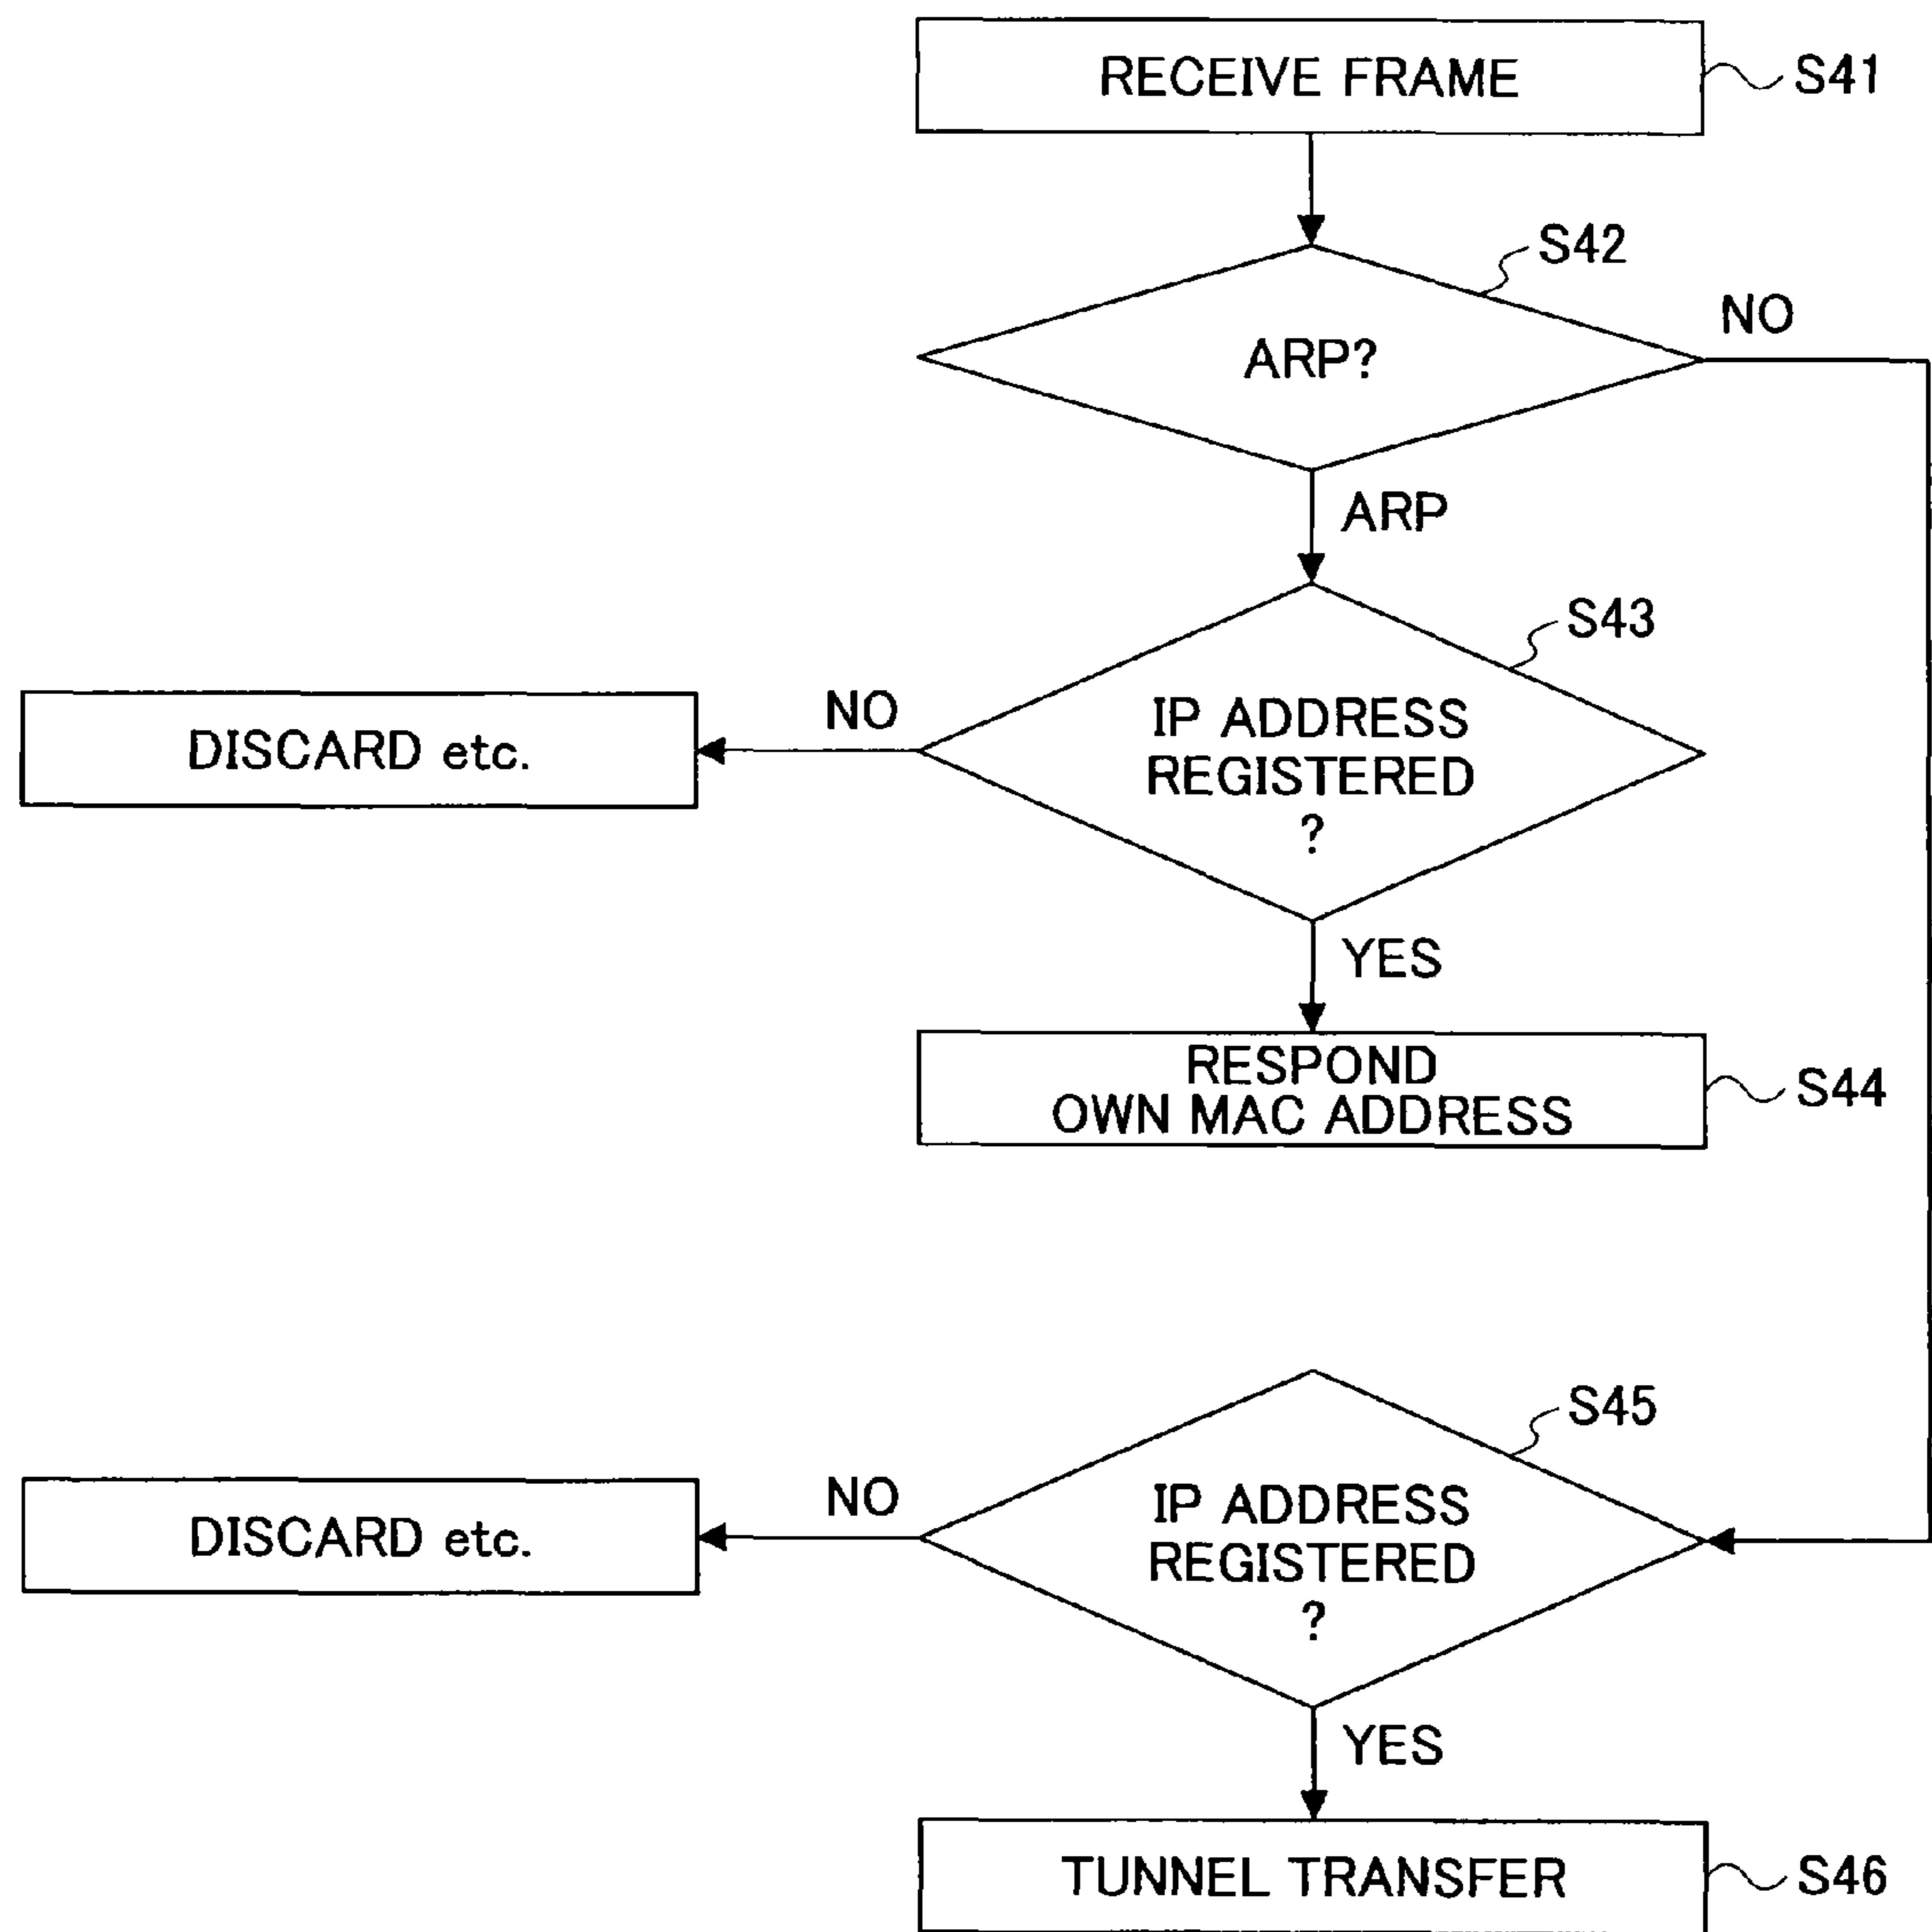 RECEIVE FRAME
S41
S42
NO
ARP?
ARP
S43
NO
IP ADDRESS
REGISTERED
?
DISCARD etc.
YES
RESPOND
OWN MAC ADDRESS
S44
S45
NO
IP ADDRESS
REGISTERED
?
DISCARD etc.
YES
TUNNEL TRANSFER
S46